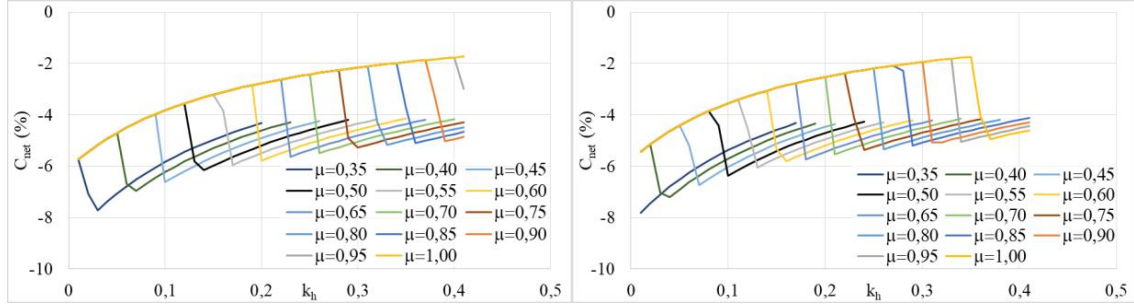 0
-2
-4
-6
-8
-10
C_net (%)
µ=0,35 µ=0,40 µ=0,45
µ=0,50 µ=0,55 µ=0,60
µ=0,65 µ=0,70 µ=0,75
µ=0,80 µ=0,85 µ=0,90
µ=0,95 µ=1,00
0 0,1 0,2 0,3 0,4 0,5
k_h
0
-2
-4
-6
-8
-10
C_net (%)
µ=0,35 µ=0,40 µ=0,45
µ=0,50 µ=0,55 µ=0,60
µ=0,65 µ=0,70 µ=0,75
µ=0,80 µ=0,85 µ=0,90
µ=0,95 µ=1,00
0 0,1 0,2 0,3 0,4 0,5
k_h